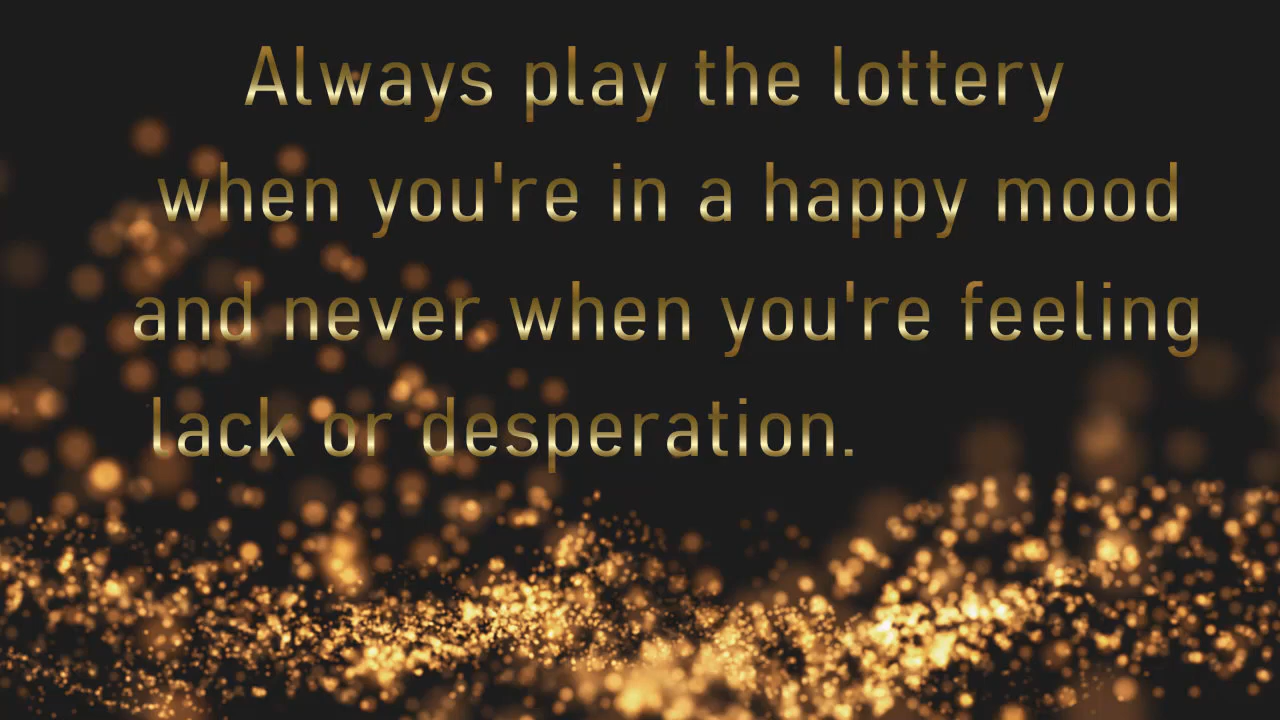 Always play the lottery
when you're in a happy mood
and never when you're feeling
lack or desperation.